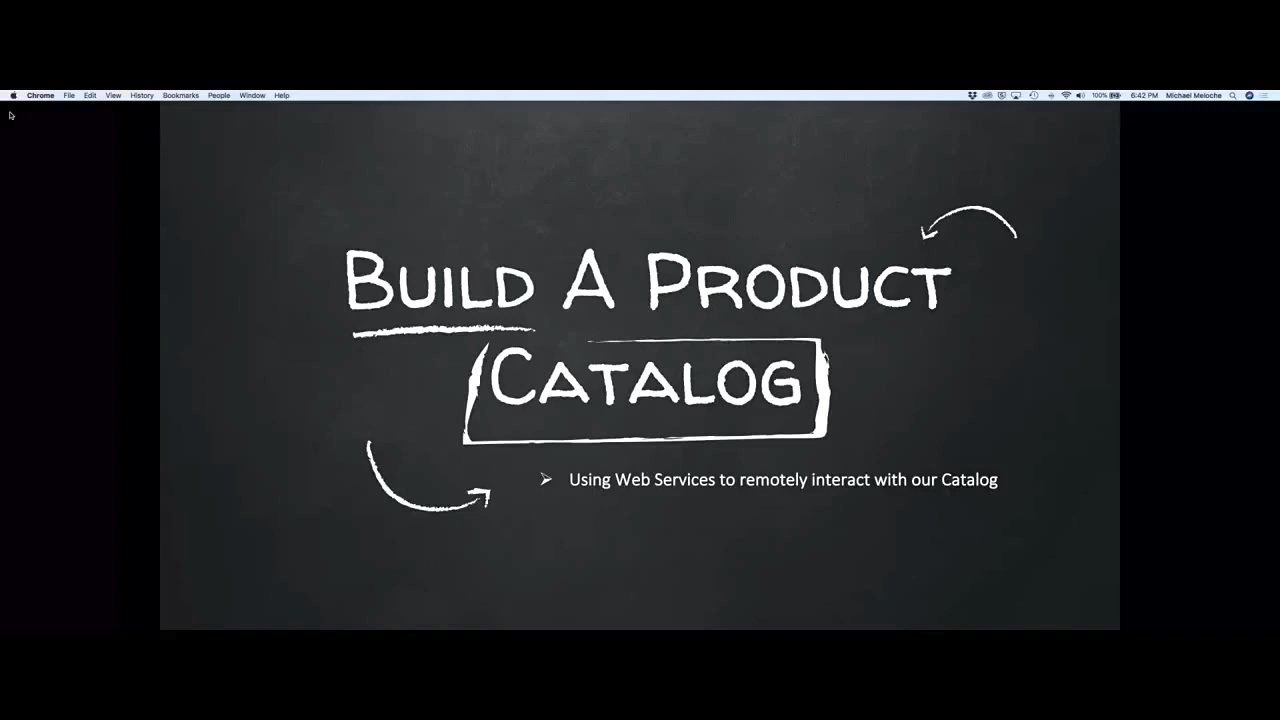 Chrome File Edit View History Bookmarks People Window Help 100% 6:42 PM Michael Meloche
BUILD A PRODUCT
CATALOG
Using Web Services to remotely interact with our Catalog